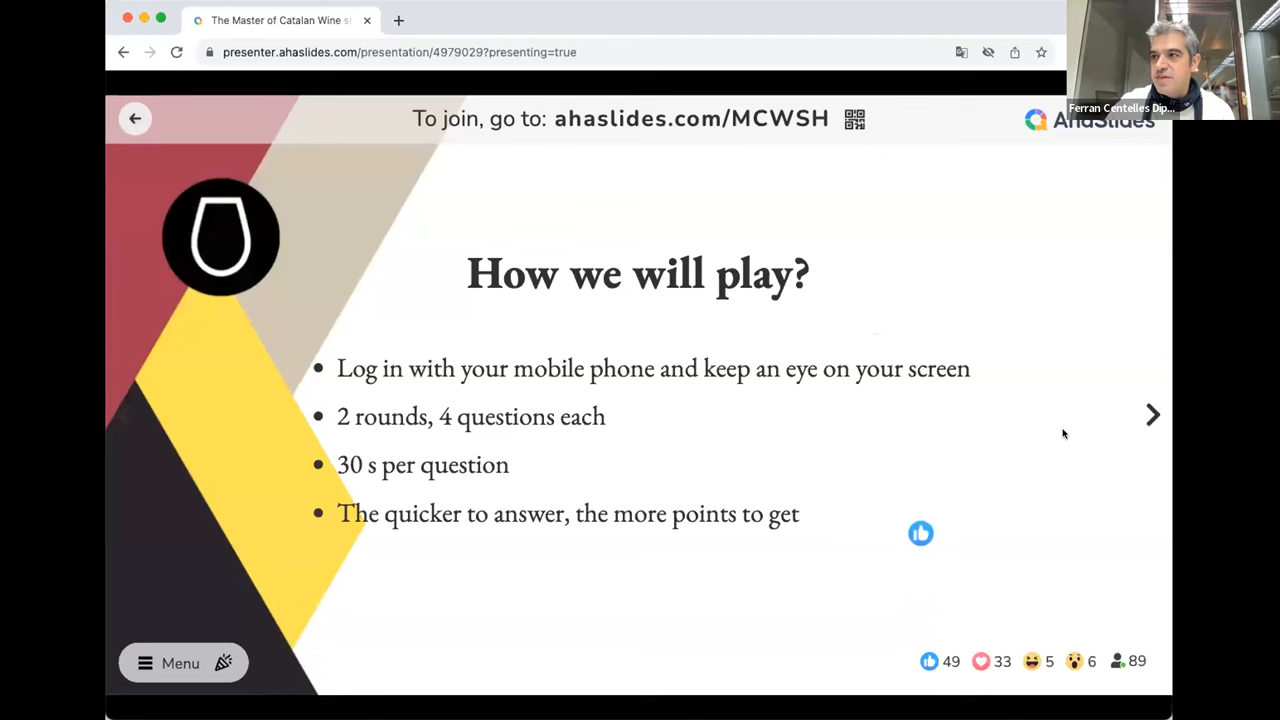 The Master of Catalan Wine s
presenter.ahaslides.com/presentation/4979029?presenting=true
Ferran Centelles Dip...
To join, go to: ahaslides.com/MCWSH
AhaSlides
How we will play?
• Log in with your mobile phone and keep an eye on your screen
• 2 rounds, 4 questions each
• 30 s per question
• The quicker to answer, the more points to get
Menu
49 33 5 6 89